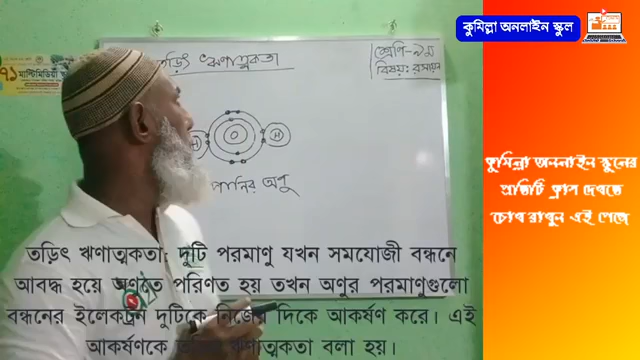 কুমিল্লা অনলাইন স্কুল
তড়িৎ ঋণাত্মকতা
শ্রেণি-৯ম
বিষয়: রসায়ন
৭১ মাল্টিমিডিয়া
H
O
H
পানির অণু
কুমিল্লা অনলাইন স্কুলের
প্রতিটি ক্লাস দেখতে
চোখ রাখুন এই পেজে
তড়িৎ ঋণাত্মকতা: দুটি পরমাণু যখন সমযোজী বন্ধনে
আবদ্ধ হয়ে অণুতে পরিণত হয় তখন অণুর পরমাণুগুলো
বন্ধনের ইলেকট্রন দুটিকে নিজের দিকে আকর্ষণ করে। এই
আকর্ষণকে তড়িৎ ঋণাত্মকতা বলা হয়।